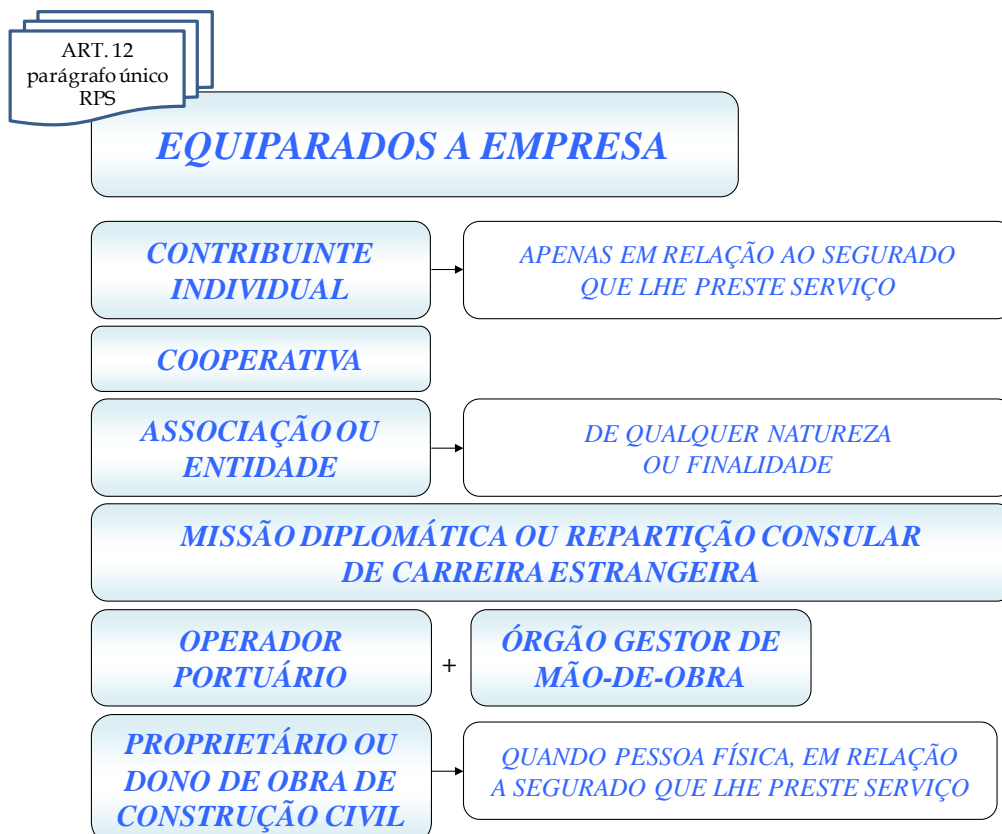 ART. 12
parágrafo único
RPS
EQUIPARADOS A EMPRESA
CONTRIBUINTE
INDIVIDUAL
APENAS EM RELAÇÃO AO SEGURADO
QUE LHE PRESTE SERVIÇO
COOPERATIVA
ASSOCIAÇÃO OU
ENTIDADE
DE QUALQUER NATUREZA
OU FINALIDADE
MISSÃO DIPLOMÁTICA OU REPARTIÇÃO CONSULAR
DE CARREIRA ESTRANGEIRA
OPERADOR
PORTUÁRIO
+
ÓRGÃO GESTOR DE
MÃO-DE-OBRA
PROPRIETÁRIO OU
DONO DE OBRA DE
CONSTRUÇÃO CIVIL
QUANDO PESSOA FÍSICA, EM RELAÇÃO
A SEGURADO QUE LHE PRESTE SERVIÇO